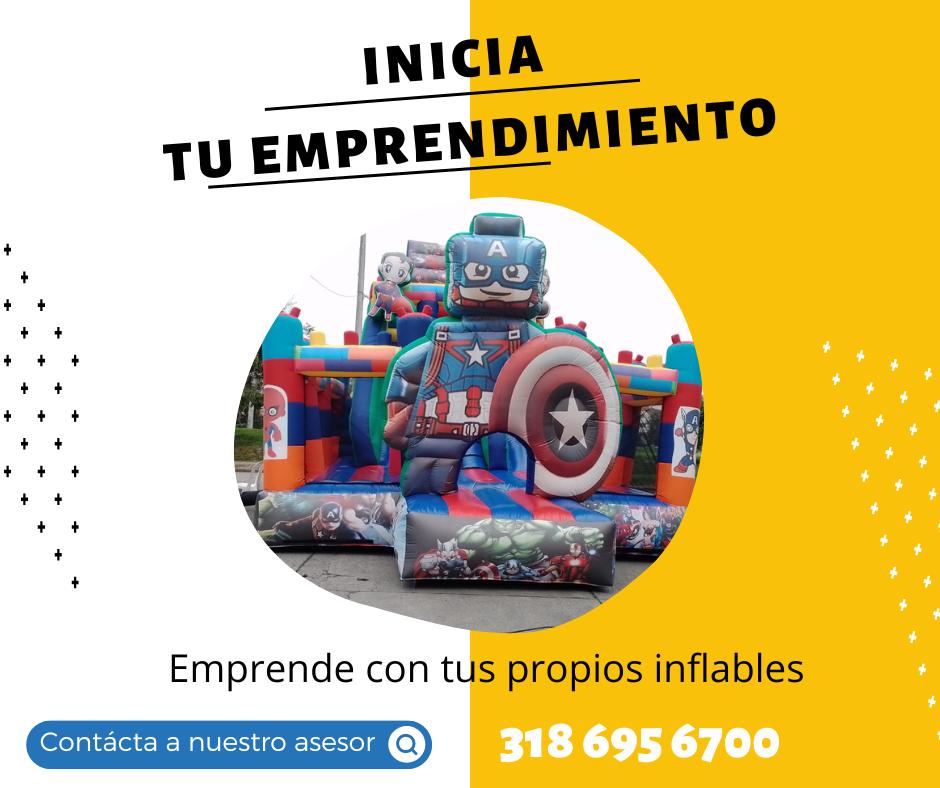 INICIA
TU EMPRENDIMIENTO
A
Emprende con tus propios inflables
Contácta a nuestro asesor
318 695 6700